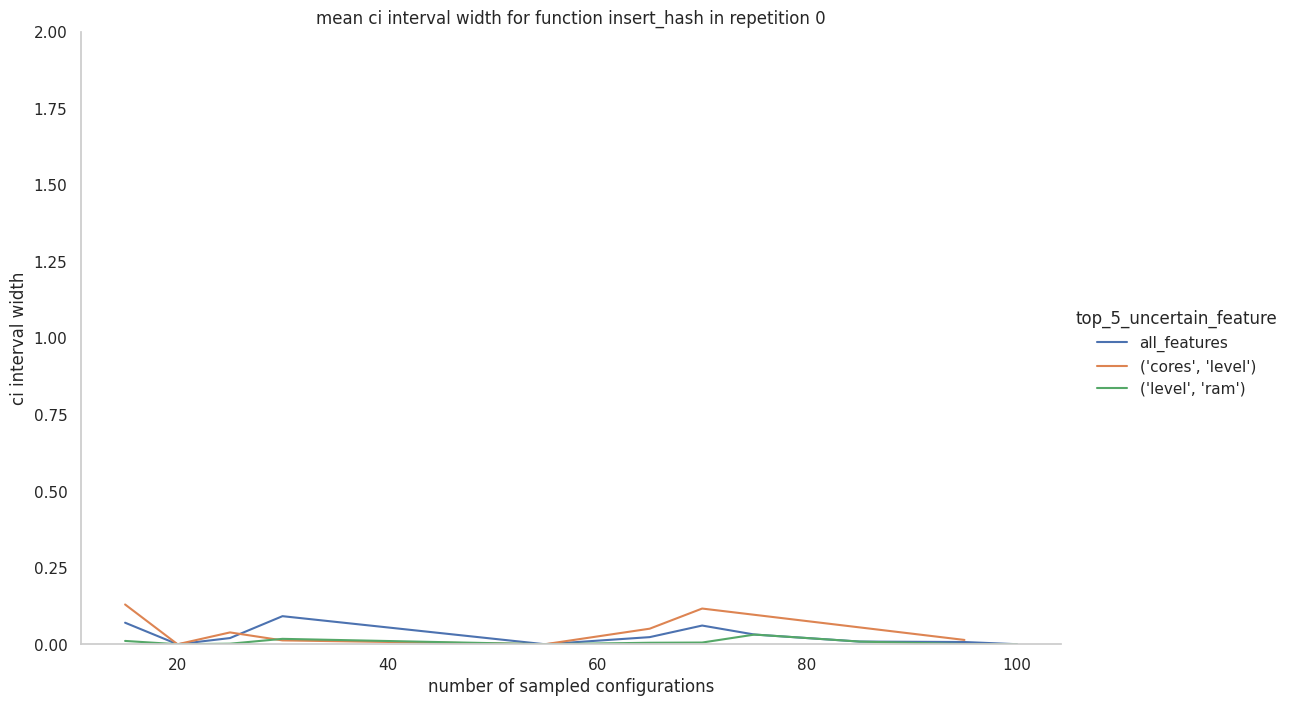 mean ci interval width for function insert_hash in repetition 0
2.00
1.75
1.50
1.25
1.00
0.75
0.50
0.25
0.00
ci interval width
20
40
60
80
100
number of sampled configurations
top_5_uncertain_feature
all_features
('cores', 'level')
('level', 'ram')